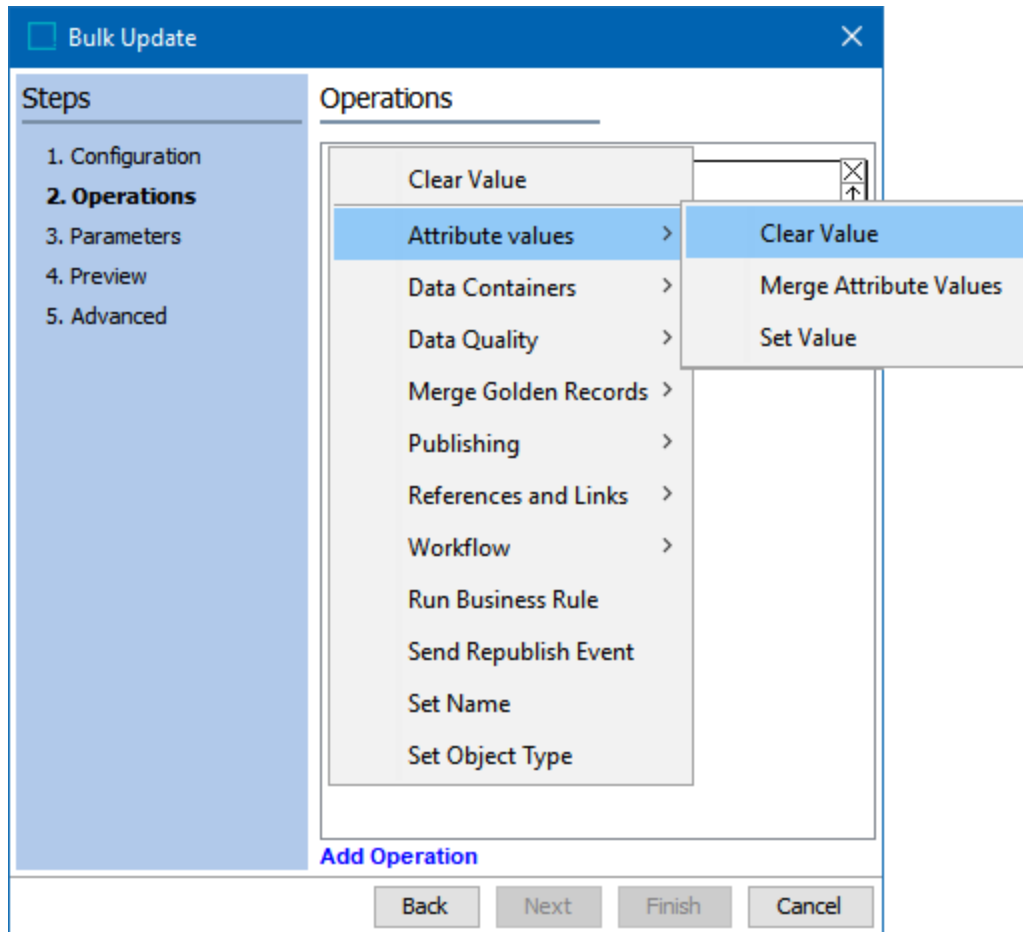 Bulk Update
Steps
1. Configuration
2. Operations
3. Parameters
4. Preview
5. Advanced
Operations
Clear Value
Attribute values
Data Containers
Data Quality
Merge Golden Records
Publishing
References and Links
Workflow
Run Business Rule
Send Republish Event
Set Name
Set Object Type
Clear Value
Merge Attribute Values
Set Value
Add Operation
Back Next Finish Cancel